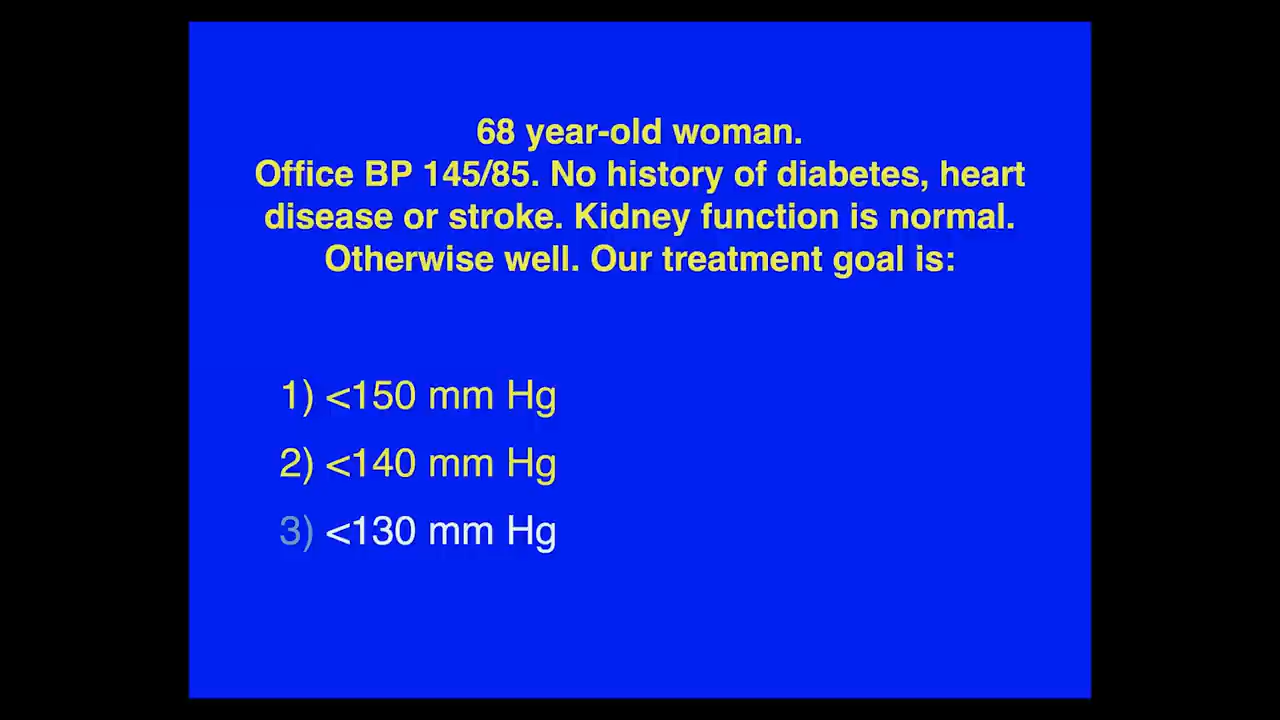 68 year-old woman.
Office BP 145/85. No history of diabetes, heart
disease or stroke. Kidney function is normal.
Otherwise well. Our treatment goal is:
1) <150 mm Hg
2) <140 mm Hg
3) <130 mm Hg